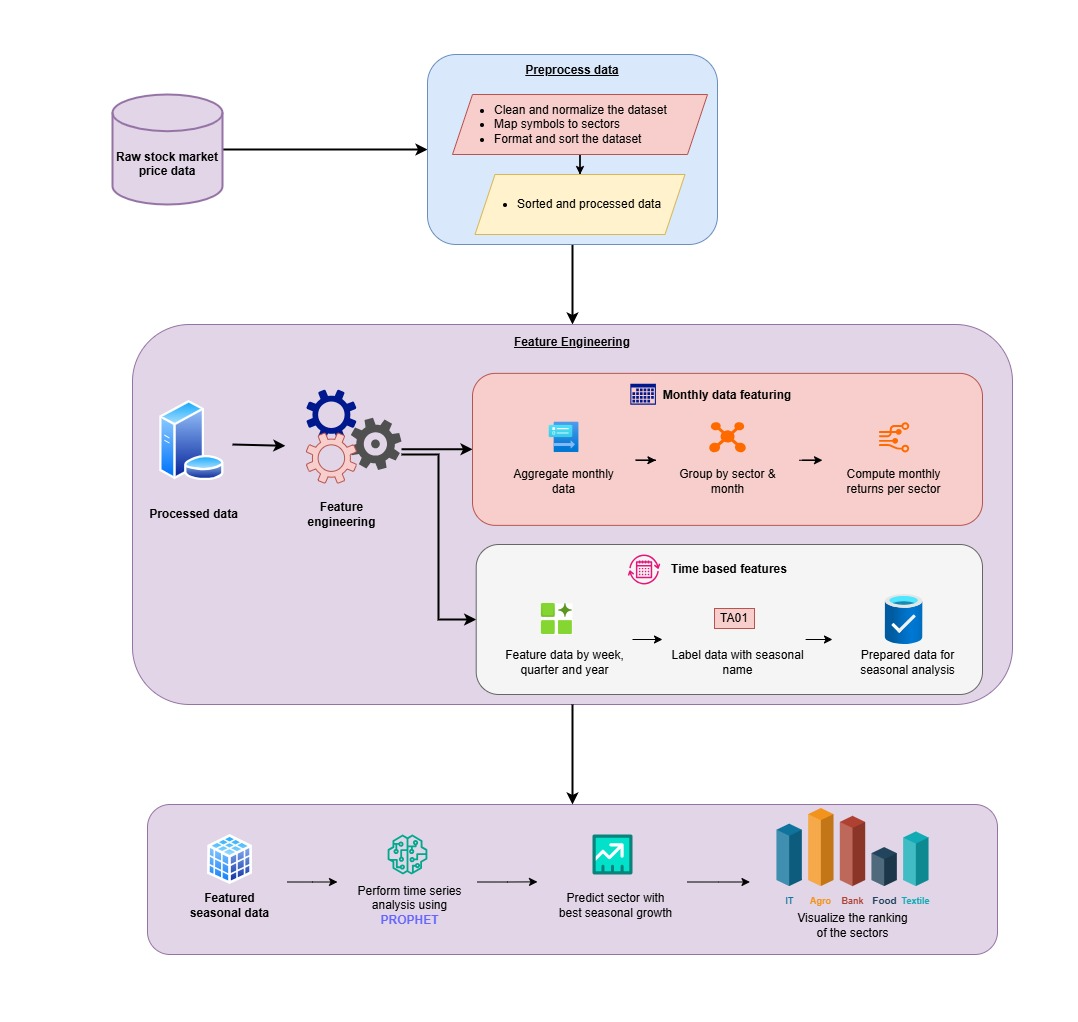 Preprocess data
• Clean and normalize the dataset
• Map symbols to sectors
• Format and sort the dataset
Raw stock market
price data
• Sorted and processed data
Feature Engineering
Monthly data featuring
Aggregate monthly
data
Group by sector &
month
Compute monthly
returns per sector
Processed data
Feature
engineering
Time based features
TA01
Feature data by week,
quarter and year
Label data with seasonal
name
Prepared data for
seasonal analysis
Featured
seasonal data
Perform time series
analysis using
PROPHET
Predict sector with
best seasonal growth
IT Agro Bank Food Textile
Visualize the ranking
of the sectors